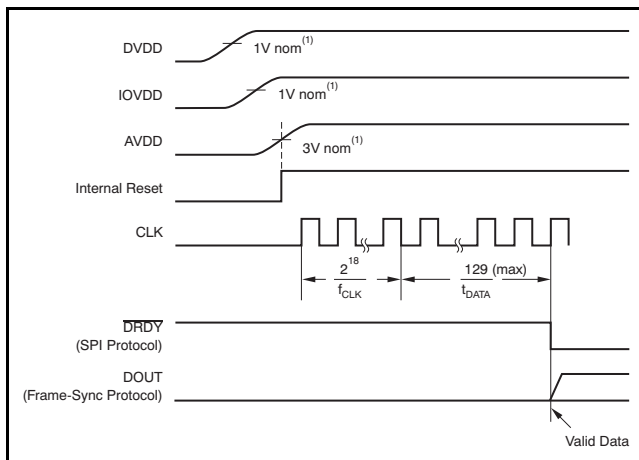 DVDD
1V nom(1)
IOVDD
1V nom(1)
AVDD
3V nom(1)
Internal Reset
CLK
2^18
fCLK
129 (max)
tDATA
DRDY
(SPI Protocol)
DOUT
(Frame-Sync Protocol)
Valid Data